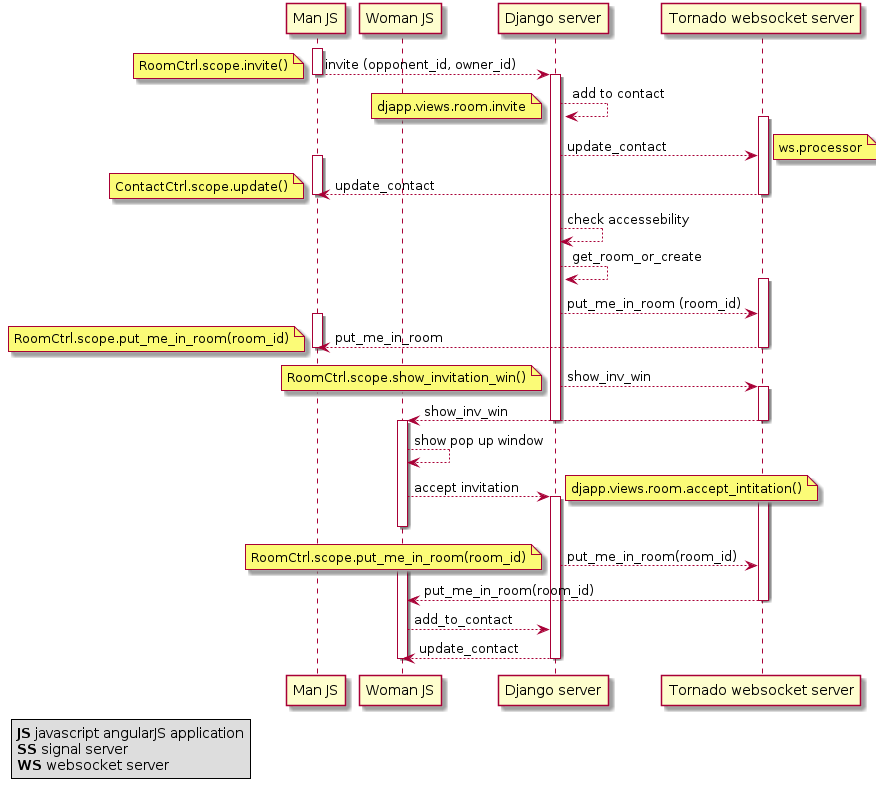 Man JS
Woman JS
Django server
Tornado websocket server
RoomCtrl.scope.invite()
invite (opponent_id, owner_id)
add to contact
djapp.views.room.invite
update_contact
ws.processor
ContactCtrl.scope.update()
update_contact
check accessebility
get_room_or_create
put_me_in_room (room_id)
RoomCtrl.scope.put_me_in_room(room_id)
put_me_in_room
RoomCtrl.scope.show_invitation_win()
show_inv_win
show_inv_win
show pop up window
accept invitation
djapp.views.room.accept_intitation()
RoomCtrl.scope.put_me_in_room(room_id)
put_me_in_room(room_id)
put_me_in_room(room_id)
add_to_contact
update_contact
Man JS
Woman JS
Django server
Tornado websocket server
JS javascript angularJS application
SS signal server
WS websocket server